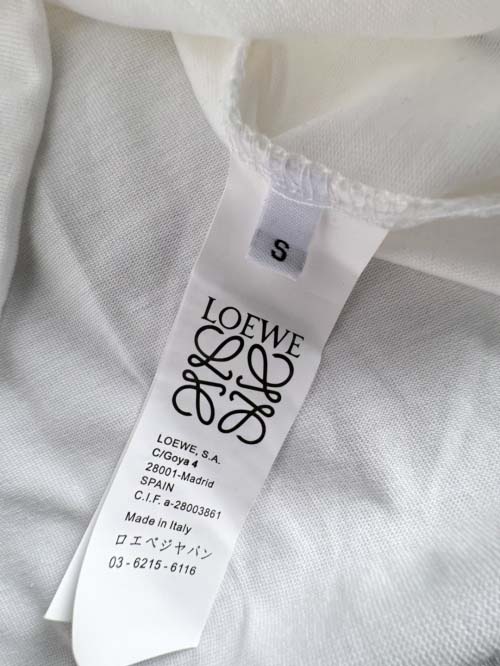 S
LOEWE
LOEWE, S.A.
C/Goya 4
28001-Madrid
SPAIN
C.I.F. a-28003861
Made in Italy
ロエベジャパン
03-6215-6116